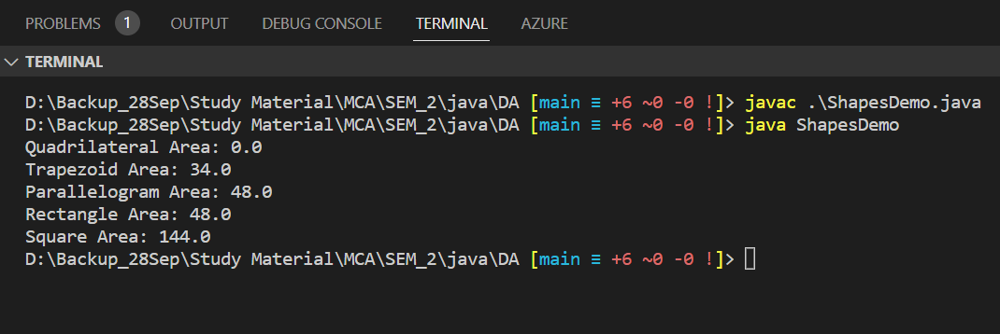 PROBLEMS 1 OUTPUT DEBUG CONSOLE TERMINAL AZURE
TERMINAL
D:\Backup_28Sep\Study Material\MCA\SEM_2\java\DA [main ≡ +6 ~0 -0 !]> javac .\ShapesDemo.java
D:\Backup_28Sep\Study Material\MCA\SEM_2\java\DA [main ≡ +6 ~0 -0 !]> java ShapesDemo
Quadrilateral Area: 0.0
Trapezoid Area: 34.0
Parallelogram Area: 48.0
Rectangle Area: 48.0
Square Area: 144.0
D:\Backup_28Sep\Study Material\MCA\SEM_2\java\DA [main ≡ +6 ~0 -0 !]>